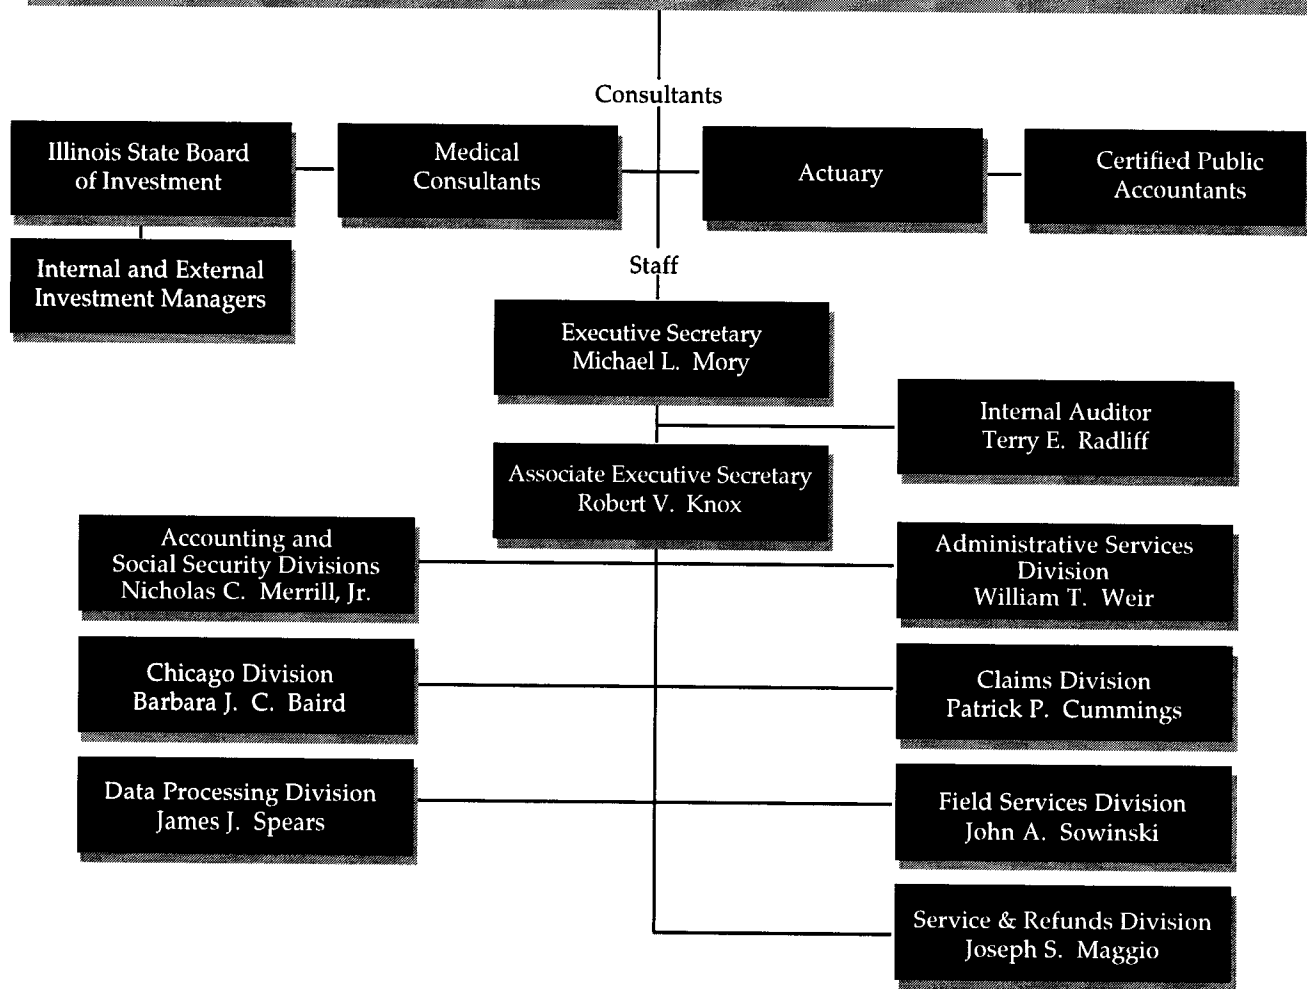 Consultants
Illinois State Board
of Investment
Medical
Consultants
Actuary
Certified Public
Accountants
Internal and External
Investment Managers
Staff
Executive Secretary
Michael L. Mory
Internal Auditor
Terry E. Radliff
Associate Executive Secretary
Robert V. Knox
Accounting and
Social Security Divisions
Nicholas C. Merrill, Jr.
Administrative Services
Division
William T. Weir
Chicago Division
Barbara J. C. Baird
Claims Division
Patrick P. Cummings
Data Processing Division
James J. Spears
Field Services Division
John A. Sowinski
Service & Refunds Division
Joseph S. Maggio